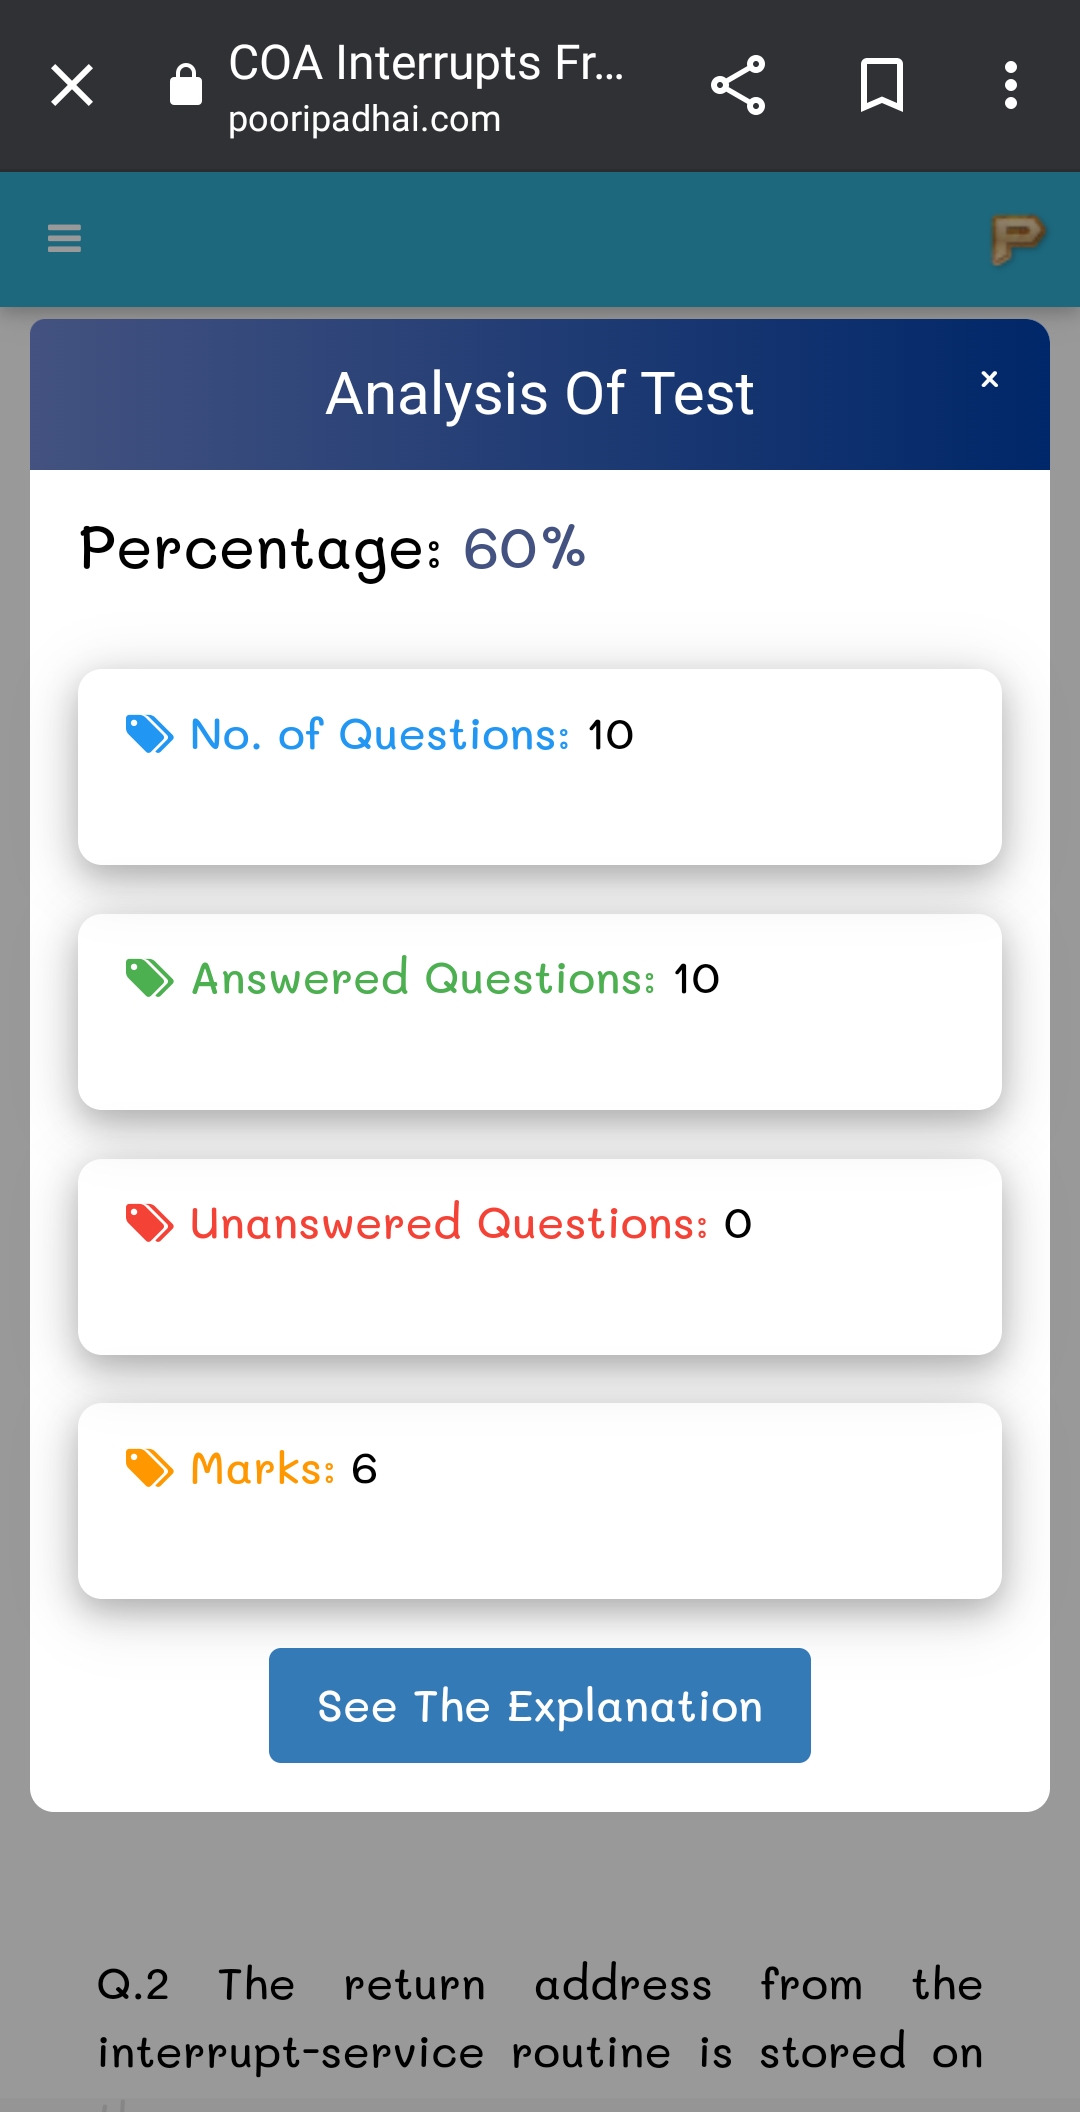 COA Interrupts Fr...
pooripadhai.com
P
Analysis Of Test
×
Percentage: 60%
No. of Questions: 10
Answered Questions: 10
Unanswered Questions: 0
Marks: 6
See The Explanation
Q.2 The return address from the
interrupt-service routine is stored on